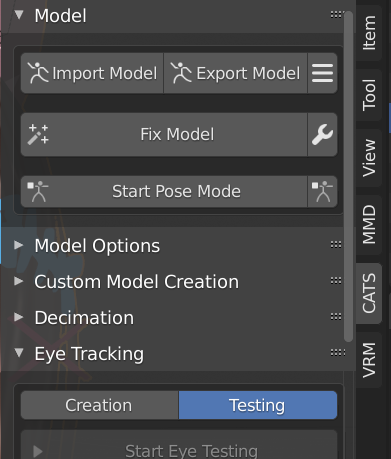 Model
Import Model
Export Model
Fix Model
Start Pose Mode
Model Options
Custom Model Creation
Decimation
Eye Tracking
Creation
Testing
Start Eye Testing
Item
Tool
View
MMD
CATS
VRM